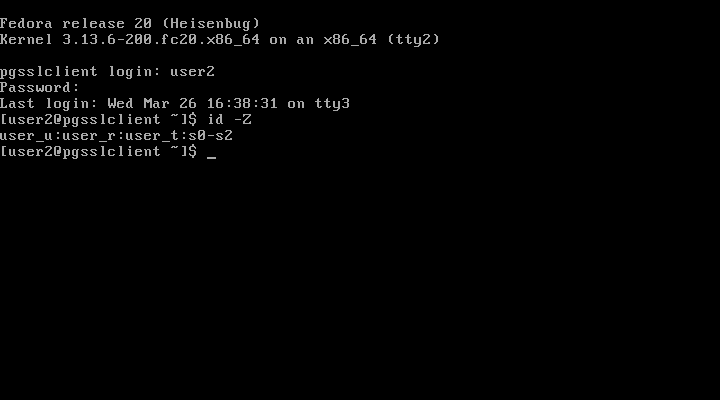 Fedora release 20 (Heisenbug)
Kernel 3.13.6-200.fc20.x86_64 on an x86_64 (tty2)
pgsslclient login: user2
Password:
Last login: Wed Mar 26 16:38:31 on tty3
[user2@pgsslclient ~]$ id -Z
user_u:user_r:user_t:s0-s2
[user2@pgsslclient ~]$ _